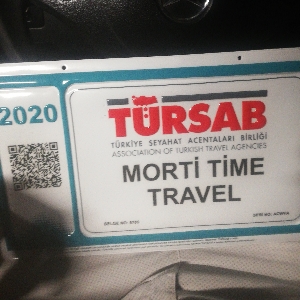 2020
TÜRSAB
TÜRKİYE SEYAHAT ACENTALARI BİRLİĞİ
ASSOCIATION OF TURKISH TRAVEL AGENCIES
MORTİ TİME
TRAVEL